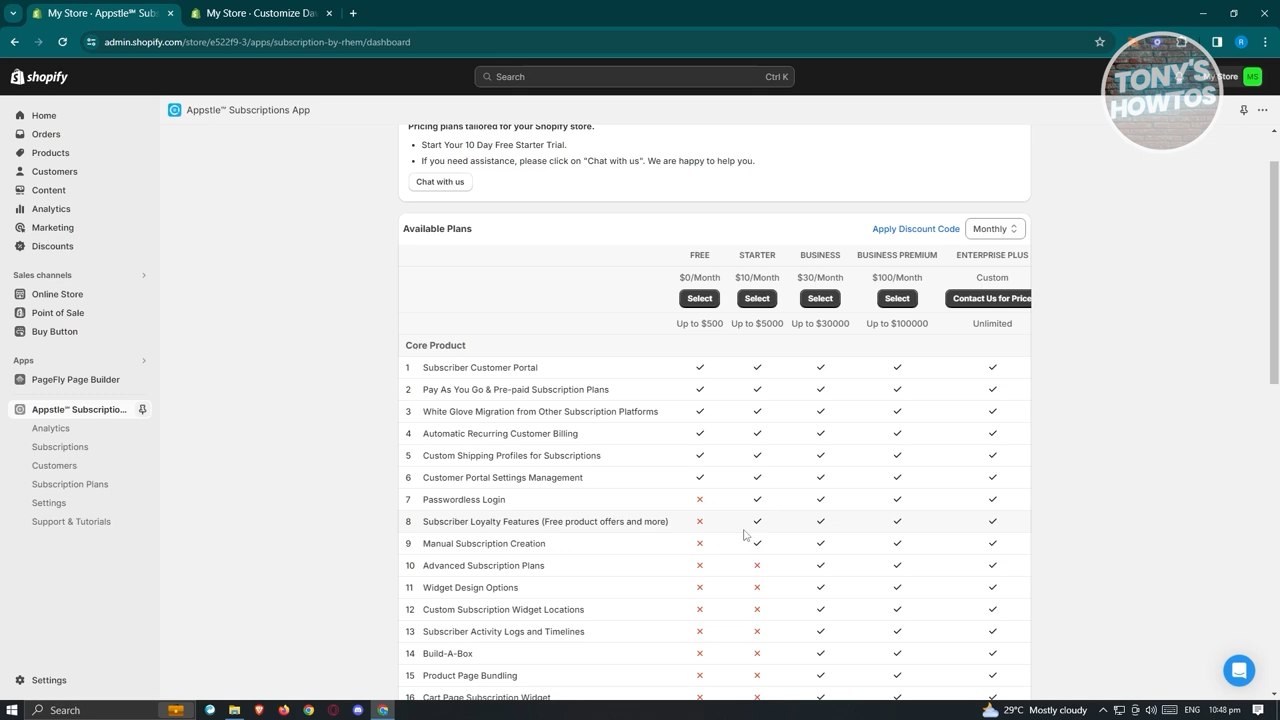 My Store - Appstle℠ Subs
My Store - Customize Da
admin.shopify.com/store/e522f9-3/apps/subscription-by-rhem/dashboard
R
shopify
Search
Ctrl K
My Store
MS
TONY'S
HOWTOS
Home
Orders
Products
Customers
Content
Analytics
Marketing
Discounts
Sales channels
Online Store
Point of Sale
Buy Button
Apps
PageFly Page Builder
Appstle℠ Subscriptio...
Analytics
Subscriptions
Customers
Subscription Plans
Settings
Support & Tutorials
Settings
Appstle℠ Subscriptions App
Pricing plans tailored for your Shopify store.
• Start Your 10 Day Free Starter Trial.
• If you need assistance, please click on "Chat with us". We are happy to help you.
Chat with us
Available Plans
Apply Discount Code
Monthly
FREE STARTER BUSINESS BUSINESS PREMIUM ENTERPRISE PLUS
$0/Month $10/Month $30/Month $100/Month Custom
Select Select Select Select Contact Us for Price
Up to $500 Up to $5000 Up to $30000 Up to $100000 Unlimited
Core Product
1 Subscriber Customer Portal
2 Pay As You Go & Pre-paid Subscription Plans
3 White Glove Migration from Other Subscription Platforms
4 Automatic Recurring Customer Billing
5 Custom Shipping Profiles for Subscriptions
6 Customer Portal Settings Management
7 Passwordless Login
8 Subscriber Loyalty Features (Free product offers and more)
9 Manual Subscription Creation
10 Advanced Subscription Plans
11 Widget Design Options
12 Custom Subscription Widget Locations
13 Subscriber Activity Logs and Timelines
14 Build-A-Box
15 Product Page Bundling
16 Cart Page Subscription Widget
Search
29°C Mostly cloudy
ENG
10:48 pm